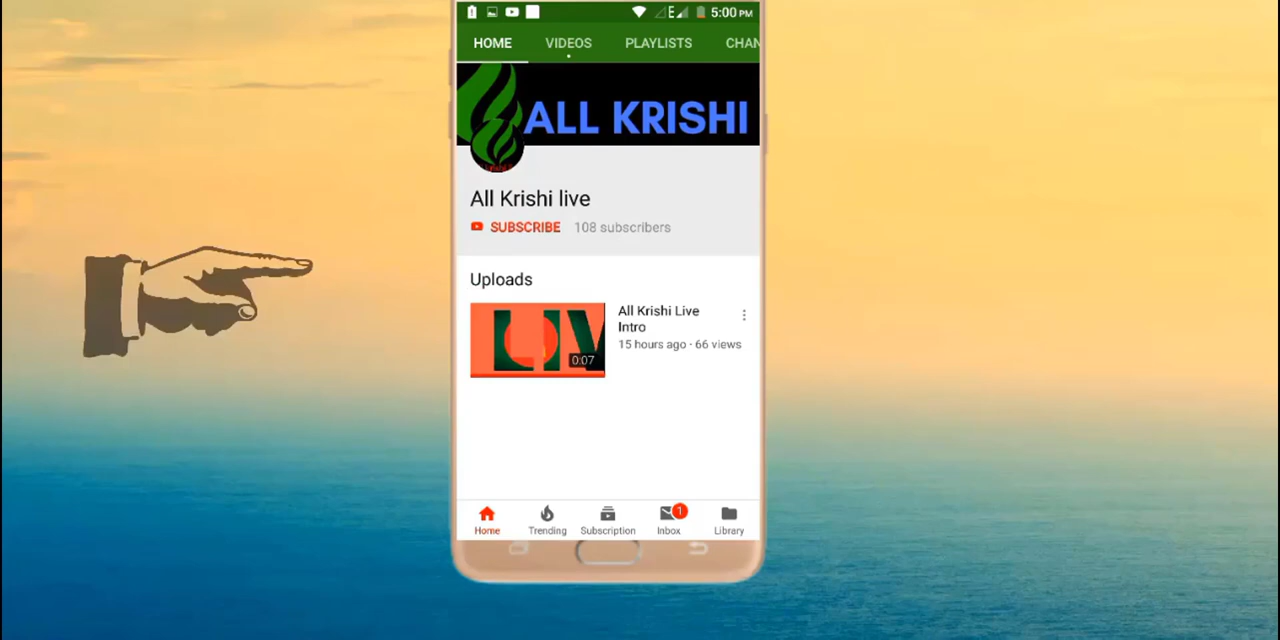 5:00 PM
HOME VIDEOS PLAYLISTS CHAN
ALL KRISHI
All Krishi live
SUBSCRIBE 108 subscribers
Uploads
LIV
0:07
All Krishi Live
Intro
15 hours ago · 66 views
1
Home Trending Subscription Inbox Library